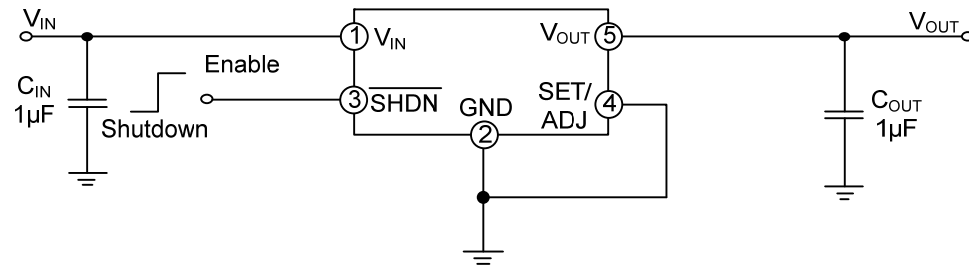 VIN
1
VIN
VOUT
5
VOUT
CIN
1µF
Enable
Shutdown
3
SHDN
GND
2
SET/
ADJ
4
COUT
1µF